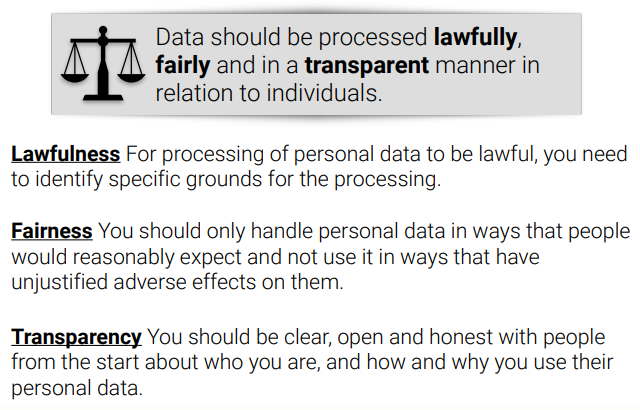 Data should be processed lawfully,
fairly and in a transparent manner in
relation to individuals.
Lawfulness For processing of personal data to be lawful, you need
to identify specific grounds for the processing.
Fairness You should only handle personal data in ways that people
would reasonably expect and not use it in ways that have
unjustified adverse effects on them.
Transparency You should be clear, open and honest with people
from the start about who you are, and how and why you use their
personal data.